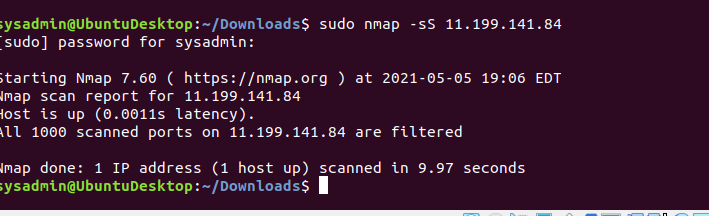 sysadmin@UbuntuDesktop:~/Downloads$ sudo nmap -sS 11.199.141.84
[sudo] password for sysadmin:
Starting Nmap 7.60 ( https://nmap.org ) at 2021-05-05 19:06 EDT
Nmap scan report for 11.199.141.84
Host is up (0.0011s latency).
All 1000 scanned ports on 11.199.141.84 are filtered
Nmap done: 1 IP address (1 host up) scanned in 9.97 seconds
sysadmin@UbuntuDesktop:~/Downloads$